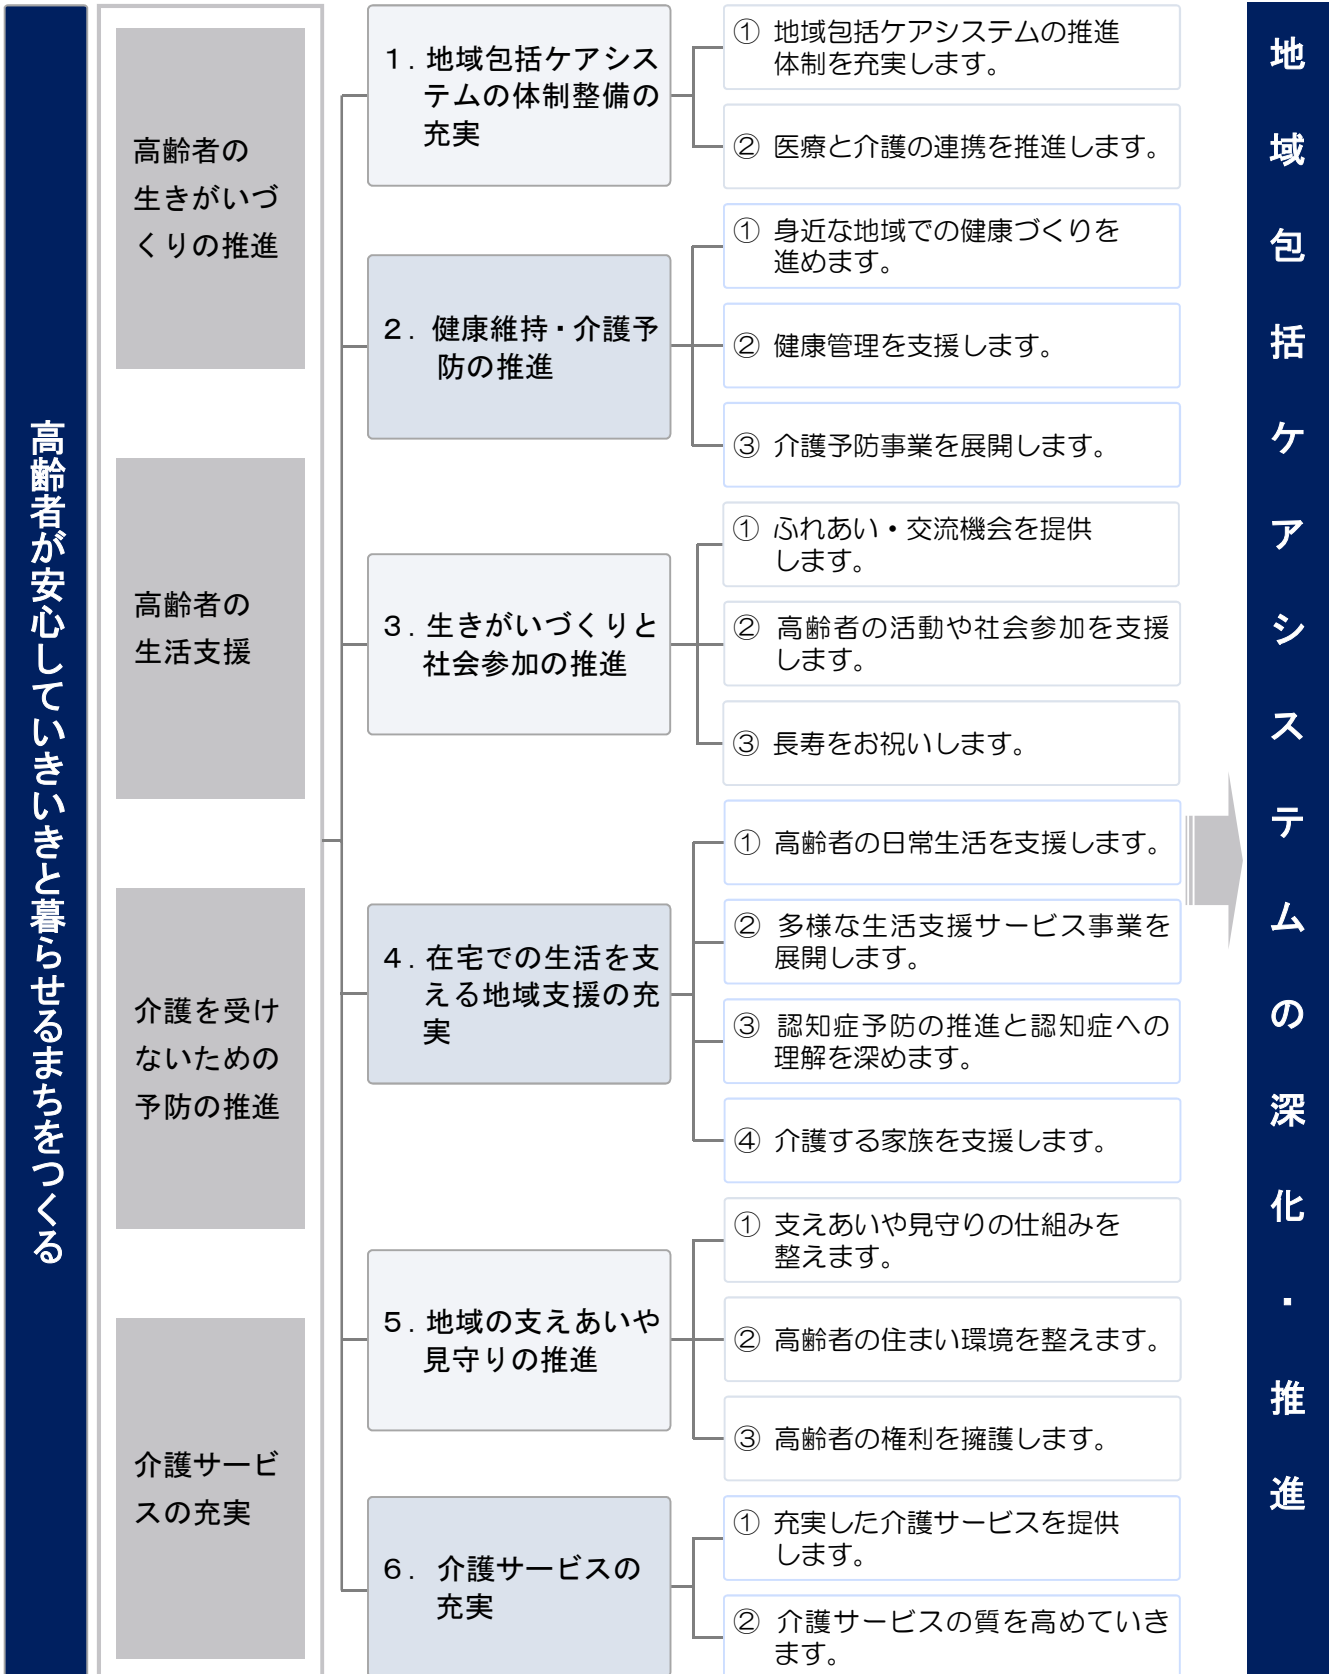 高齢者が安心していきいきと暮らせるまちをつくる
高齢者の
生きがいづ
くりの推進
高齢者の
生活支援
介護を受け
ないための
予防の推進
介護サービ
スの充実
１．地域包括ケアシス
テムの体制整備の
充実
① 地域包括ケアシステムの推進
体制を充実します。
② 医療と介護の連携を推進します。
２．健康維持・介護予
防の推進
① 身近な地域での健康づくりを
進めます。
② 健康管理を支援します。
③ 介護予防事業を展開します。
３．生きがいづくりと
社会参加の推進
① ふれあい・交流機会を提供
します。
② 高齢者の活動や社会参加を支援
します。
③ 長寿をお祝いします。
４．在宅での生活を支
える地域支援の充
実
① 高齢者の日常生活を支援します。
② 多様な生活支援サービス事業を
展開します。
③ 認知症予防の推進と認知症への
理解を深めます。
④ 介護する家族を支援します。
５．地域の支えあいや
見守りの推進
① 支えあいや見守りの仕組みを
整えます。
② 高齢者の住まい環境を整えます。
③ 高齢者の権利を擁護します。
６．介護サービスの
充実
① 充実した介護サービスを提供
します。
② 介護サービスの質を高めていき
ます。
地域包括ケアシステムの深化・推進